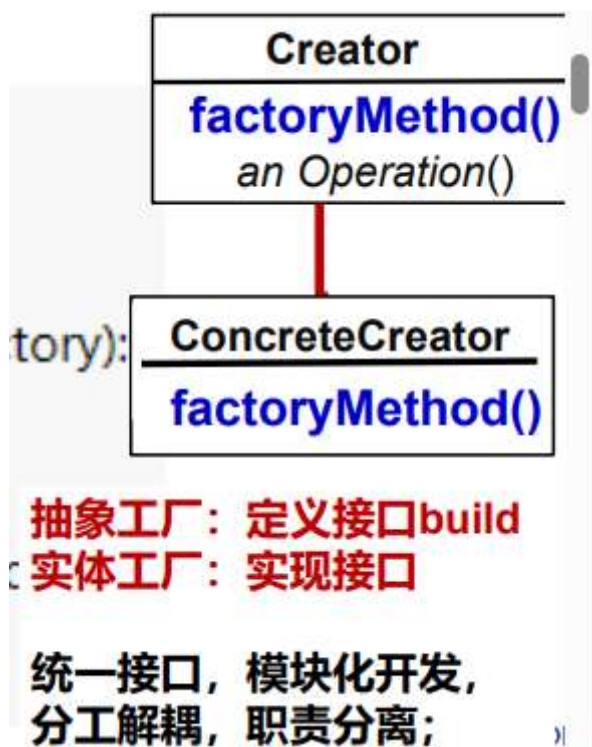 Creator
factoryMethod()
an Operation()
tory):
ConcreteCreator
factoryMethod()
抽象工厂：定义接口build
实体工厂：实现接口
统一接口，模块化开发，
分工解耦，职责分离；